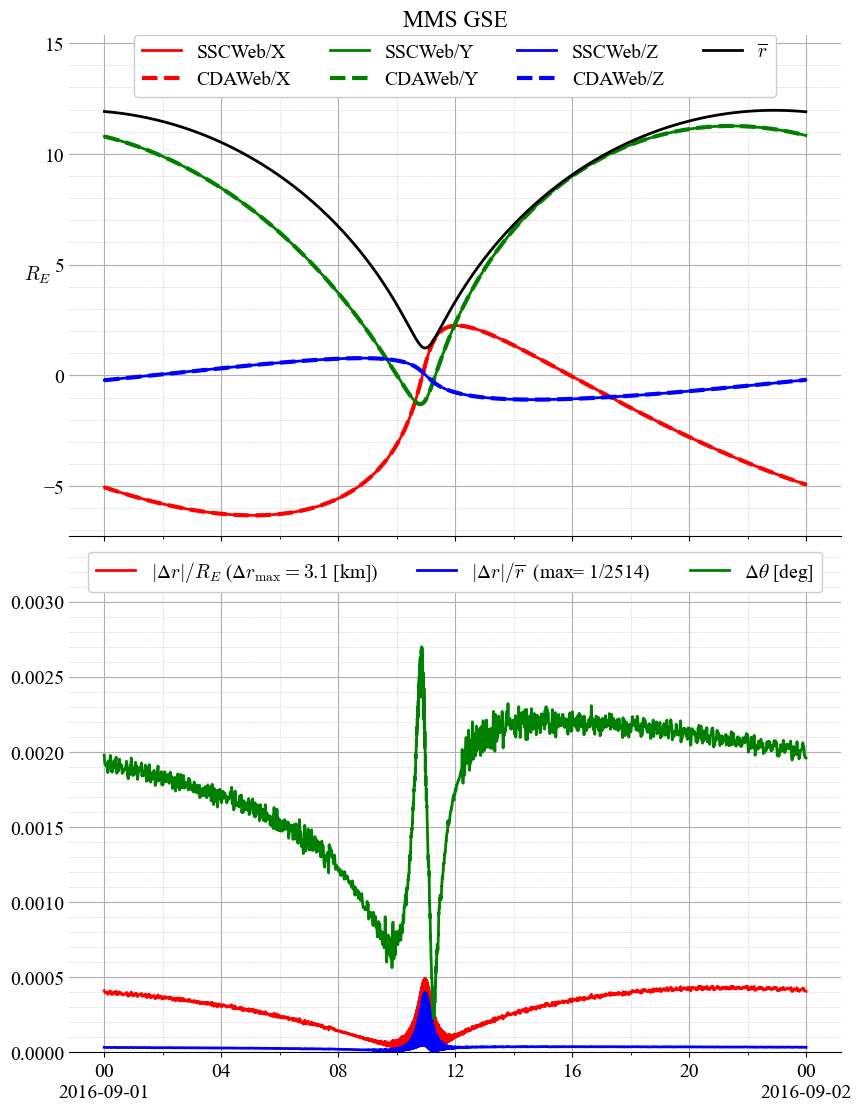 MMS GSE
SSCWeb/X SSCWeb/Y SSCWeb/Z r̅
CDAWeb/X CDAWeb/Y CDAWeb/Z
15
10
5
R_E
0
−5
|Δr|/R_E (Δr_max = 3.1 [km]) |Δr|/r̅ (max= 1/2514) Δθ [deg]
0.0030
0.0025
0.0020
0.0015
0.0010
0.0005
0.0000
00 04 08 12 16 20 00
2016-09-01 2016-09-02